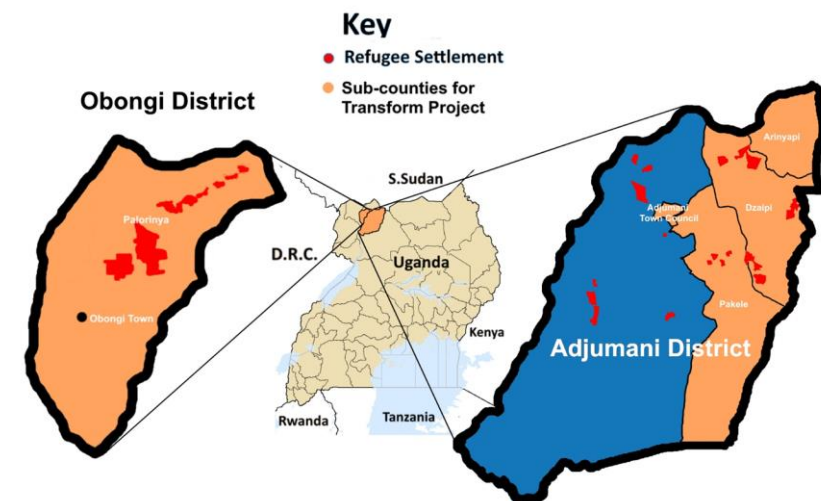 Key
Refugee Settlement
Sub-counties for
Transform Project
Obongi District
Palorinya
Obongi Town
S.Sudan
D.R.C.
Uganda
Kenya
Rwanda
Tanzania
Arinyapi
Dzaipi
Adjumani
Town Council
Pakele
Adjumani District